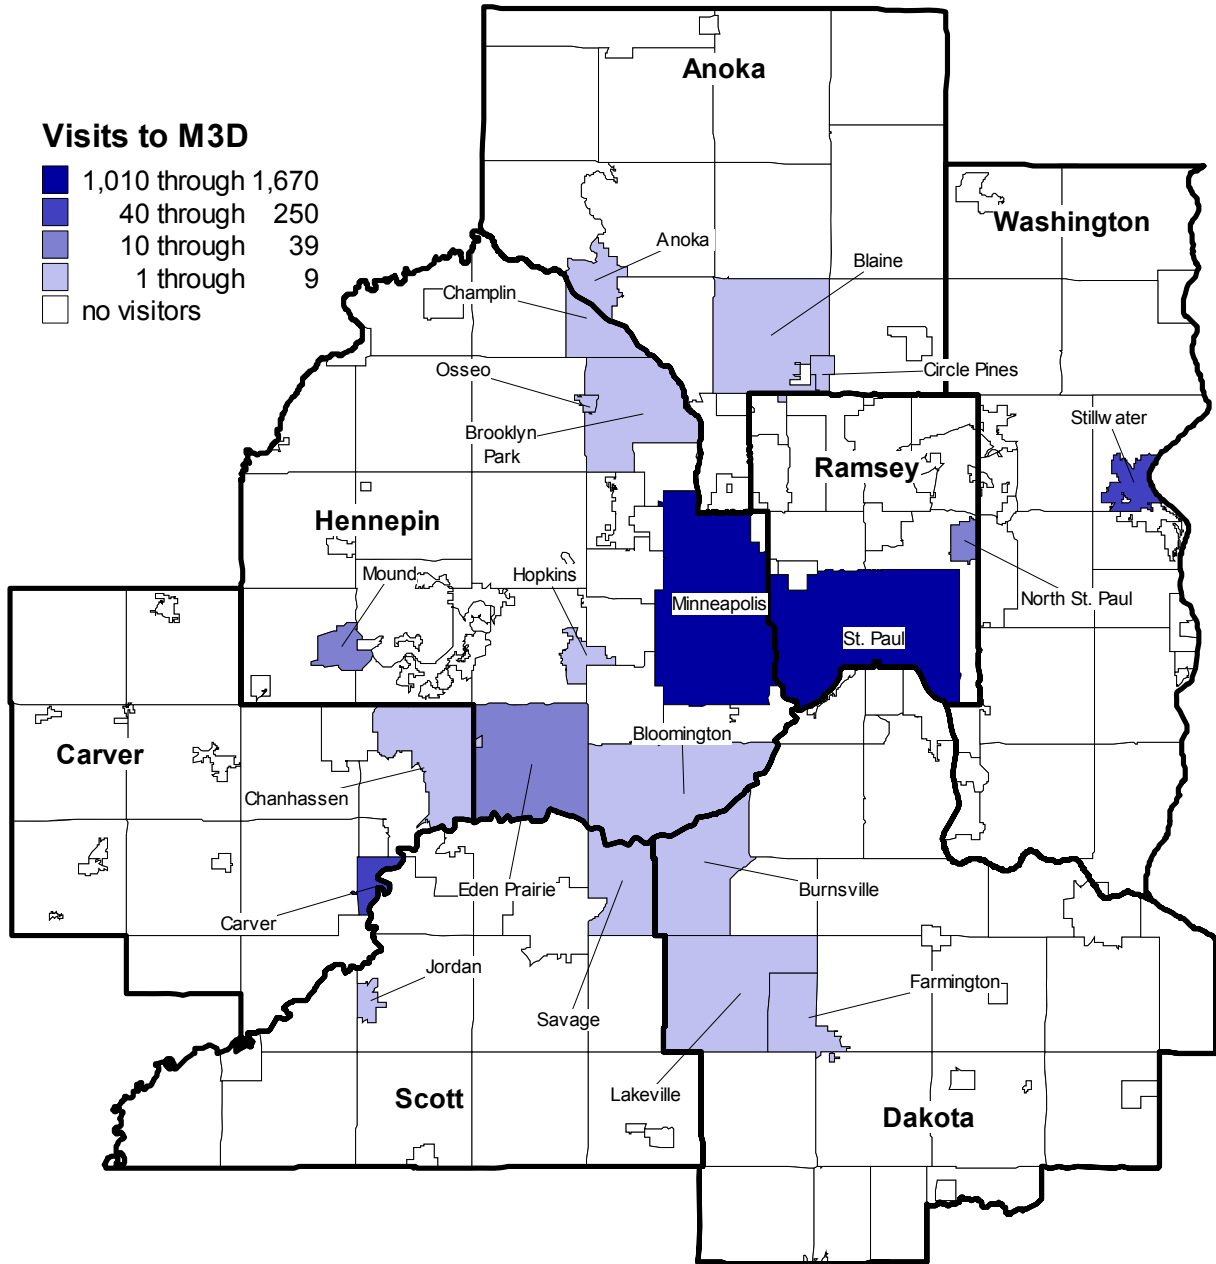 Anoka
Visits to M3D
1,010 through 1,670
40 through 250
10 through 39
1 through 9
no visitors
Washington
Anoka
Blaine
Champlin
Osseo
Circle Pines
Brooklyn
Park
Stillwater
Ramsey
Hennepin
Mound
Hopkins
Minneapolis
North St. Paul
St. Paul
Bloomington
Carver
Chanhassen
Eden Prairie
Burnsville
Carver
Jordan
Farmington
Savage
Lakeville
Scott
Dakota